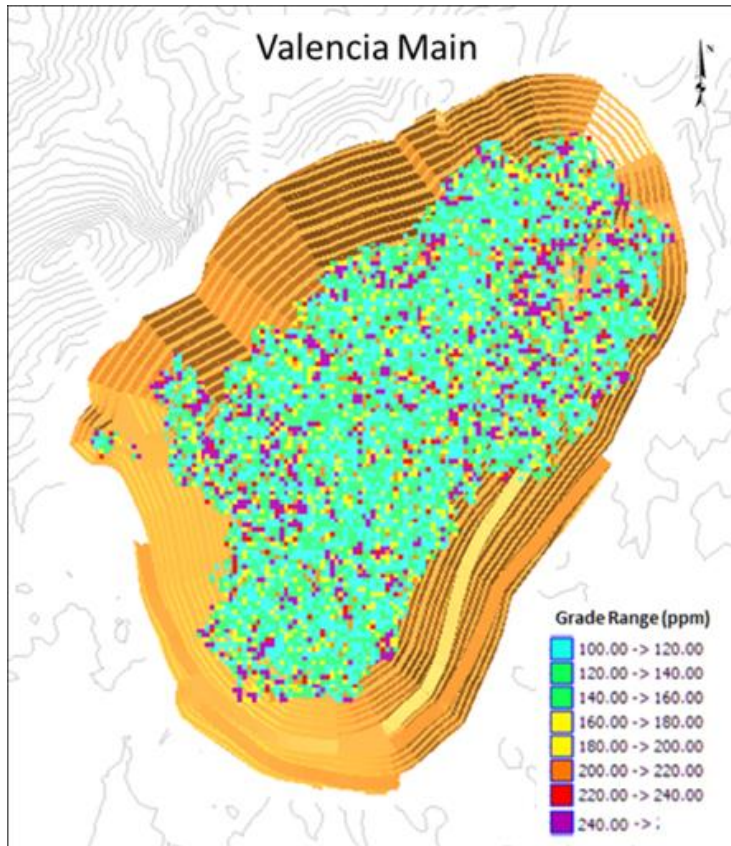 Valencia Main
N
Grade Range (ppm)
100.00 -> 120.00
120.00 -> 140.00
140.00 -> 160.00
160.00 -> 180.00
180.00 -> 200.00
200.00 -> 220.00
220.00 -> 240.00
240.00 -> :